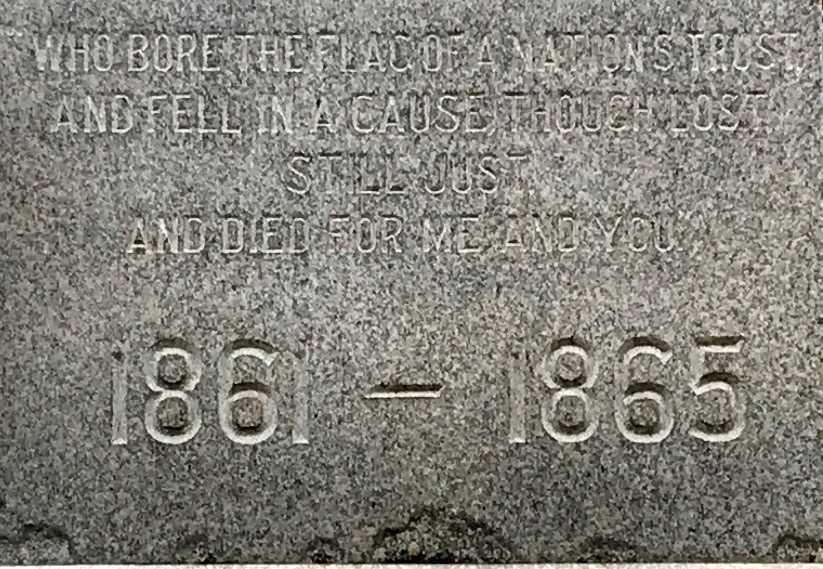 WHO BORE THE FLAG OF A NATION'S TRUST,
AND FELL IN A CAUSE, THOUGH LOST,
STILL JUST,
AND DIED FOR ME AND YOU."
1861 — 1865